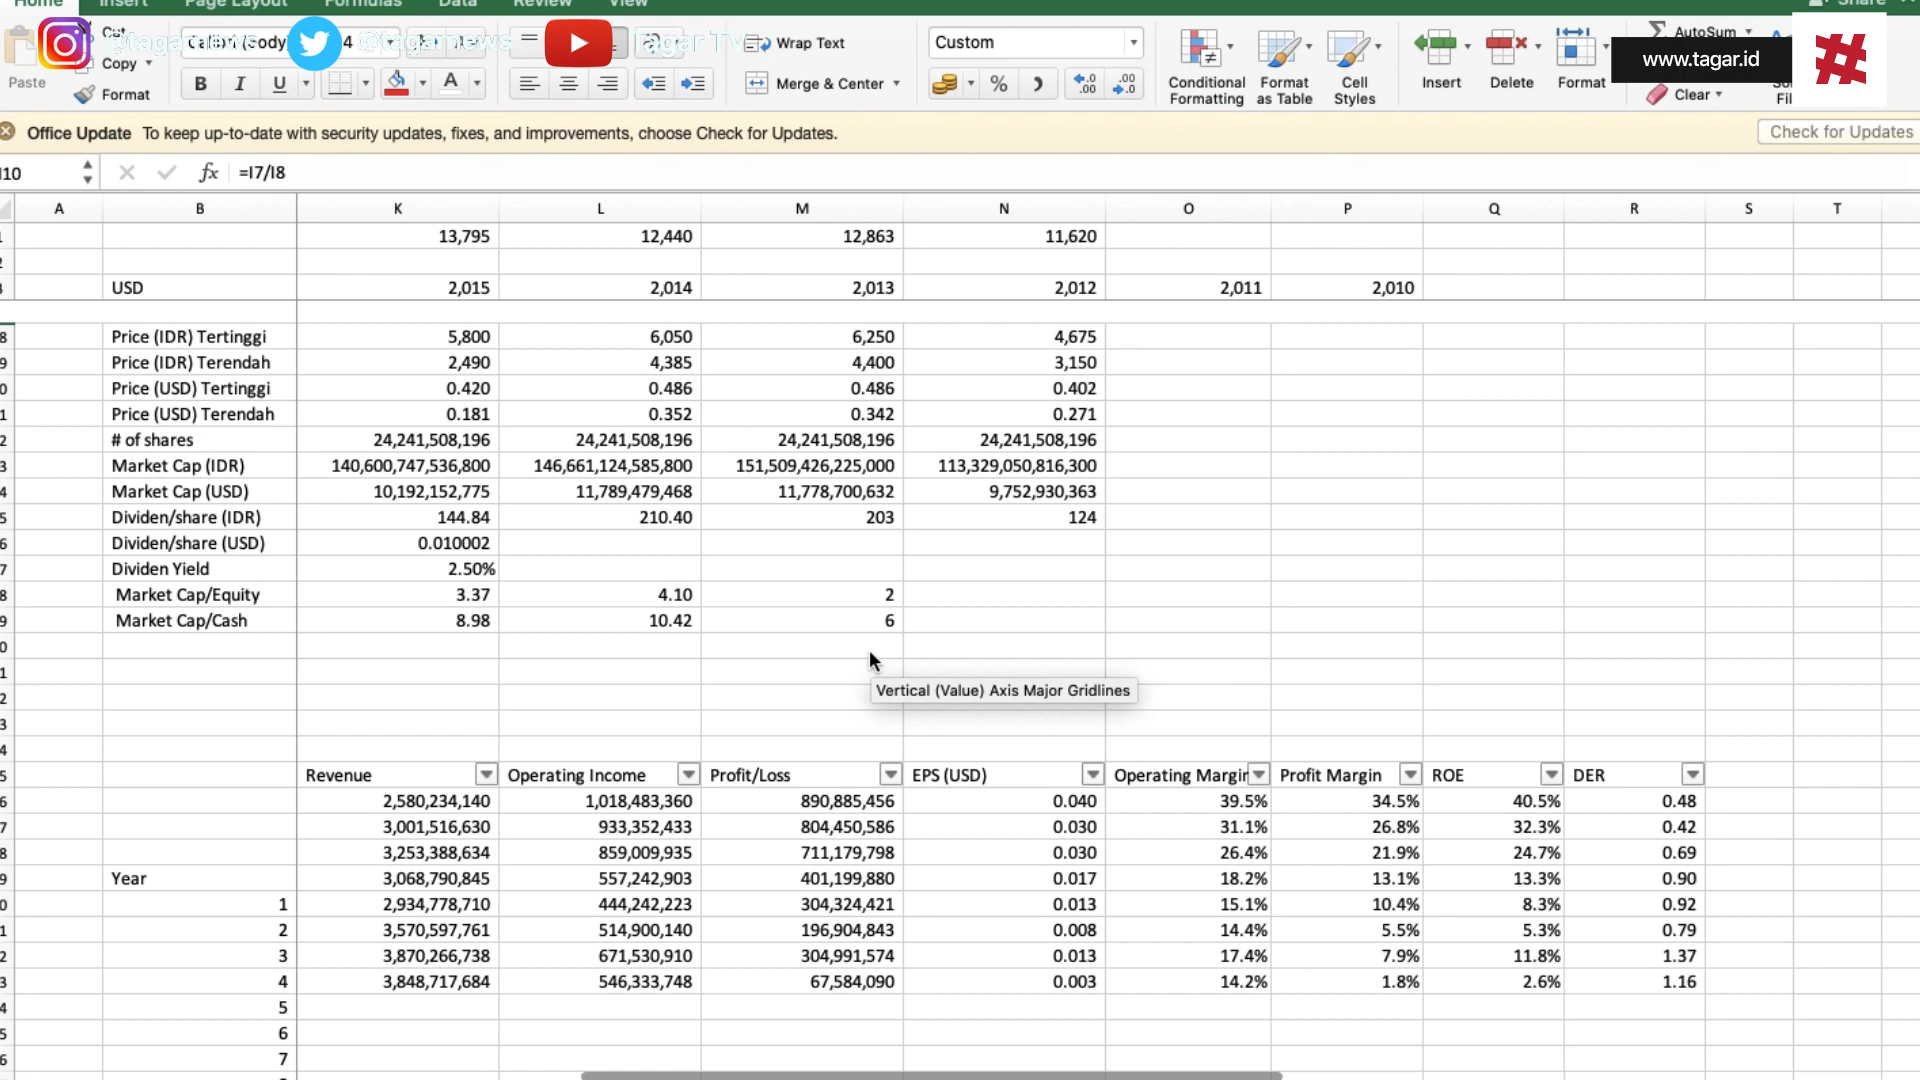 Home Insert Page Layout Formulas Data Review View Share
Cut
Copy
Paste
Format
B I U
Wrap Text
Merge & Center
Custom
Conditional Formatting
Format as Table
Cell Styles
Insert
Delete
Format
AutoSum
Clear
@tagarnews
Tagar TV
www.tagar.id
Office Update To keep up-to-date with security updates, fixes, and improvements, choose Check for Updates.
Check for Updates
fx =I7/I8
A B K L M N O P Q R S T
13,795 12,440 12,863 11,620
USD 2,015 2,014 2,013 2,012 2,011 2,010
Price (IDR) Tertinggi 5,800 6,050 6,250 4,675
Price (IDR) Terendah 2,490 4,385 4,400 3,150
Price (USD) Tertinggi 0.420 0.486 0.486 0.402
Price (USD) Terendah 0.181 0.352 0.342 0.271
# of shares 24,241,508,196 24,241,508,196 24,241,508,196 24,241,508,196
Market Cap (IDR) 140,600,747,536,800 146,661,124,585,800 151,509,426,225,000 113,329,050,816,300
Market Cap (USD) 10,192,152,775 11,789,479,468 11,778,700,632 9,752,930,363
Dividen/share (IDR) 144.84 210.40 203 124
Dividen/share (USD) 0.010002
Dividen Yield 2.50%
Market Cap/Equity 3.37 4.10 2
Market Cap/Cash 8.98 10.42 6
Vertical (Value) Axis Major Gridlines
Revenue Operating Income Profit/Loss EPS (USD) Operating Margin Profit Margin ROE DER
2,580,234,140 1,018,483,360 890,885,456 0.040 39.5% 34.5% 40.5% 0.48
3,001,516,630 933,352,433 804,450,586 0.030 31.1% 26.8% 32.3% 0.42
3,253,388,634 859,009,935 711,179,798 0.030 26.4% 21.9% 24.7% 0.69
Year 3,068,790,845 557,242,903 401,199,880 0.017 18.2% 13.1% 13.3% 0.90
1 2,934,778,710 444,242,223 304,324,421 0.013 15.1% 10.4% 8.3% 0.92
2 3,570,597,761 514,900,140 196,904,843 0.008 14.4% 5.5% 5.3% 0.79
3 3,870,266,738 671,530,910 304,991,574 0.013 17.4% 7.9% 11.8% 1.37
4 3,848,717,684 546,333,748 67,584,090 0.003 14.2% 1.8% 2.6% 1.16
5
6
7